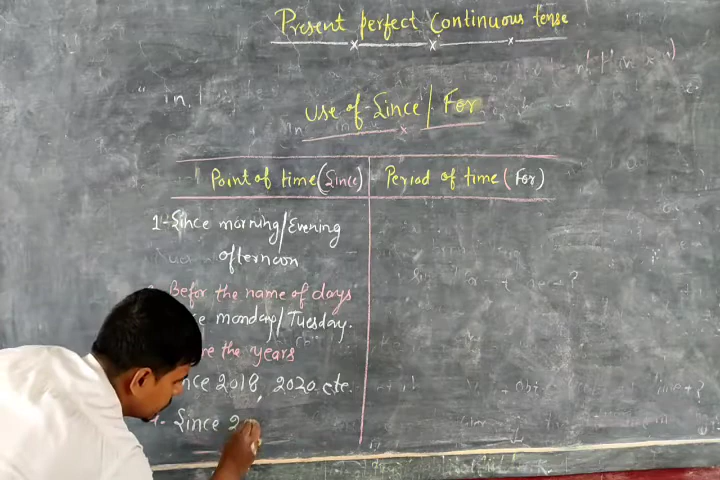 Present perfect Continuous tense
use of Since / For
Point of time (Since)
Period of time (For)
1- Since morning/Evening
afternoon
Befor the name of days
monday/Tuesday.
the years
2018, 2020 etc.
Since 2